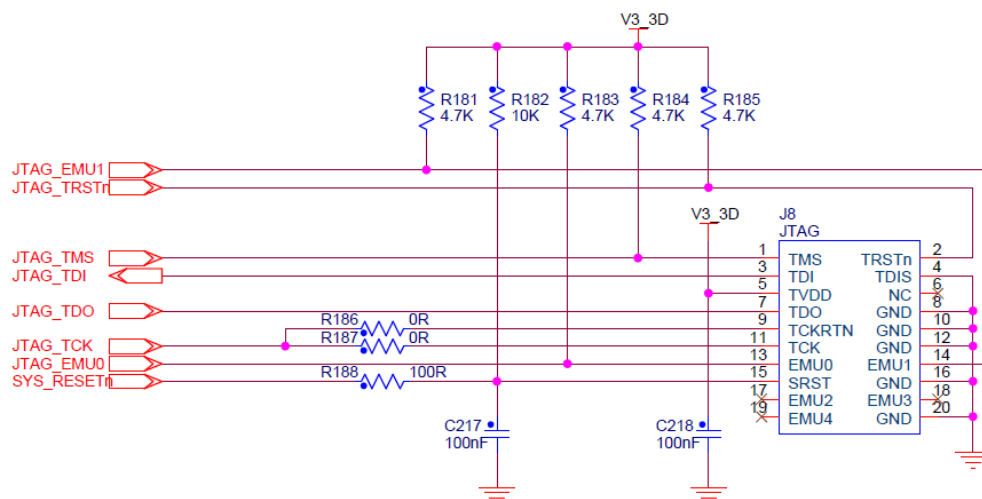 V3_3D
R181 R182 R183 R184 R185
4.7K 10K 4.7K 4.7K 4.7K
JTAG_EMU1
JTAG_TRSTn
V3_3D
J8
JTAG
JTAG_TMS 1 TMS TRSTn 2
JTAG_TDI 3 TDI TDIS 4
5 TVDD NC 6
JTAG_TDO 7 TDO GND 8
R186 0R 9 TCKRTN GND 10
JTAG_TCK R187 0R 11 TCK GND 12
JTAG_EMU0 13 EMU0 EMU1 14
SYS_RESETn R188 100R 15 SRST GND 16
17 EMU2 EMU3 18
19 EMU4 GND 20
C217 C218
100nF 100nF